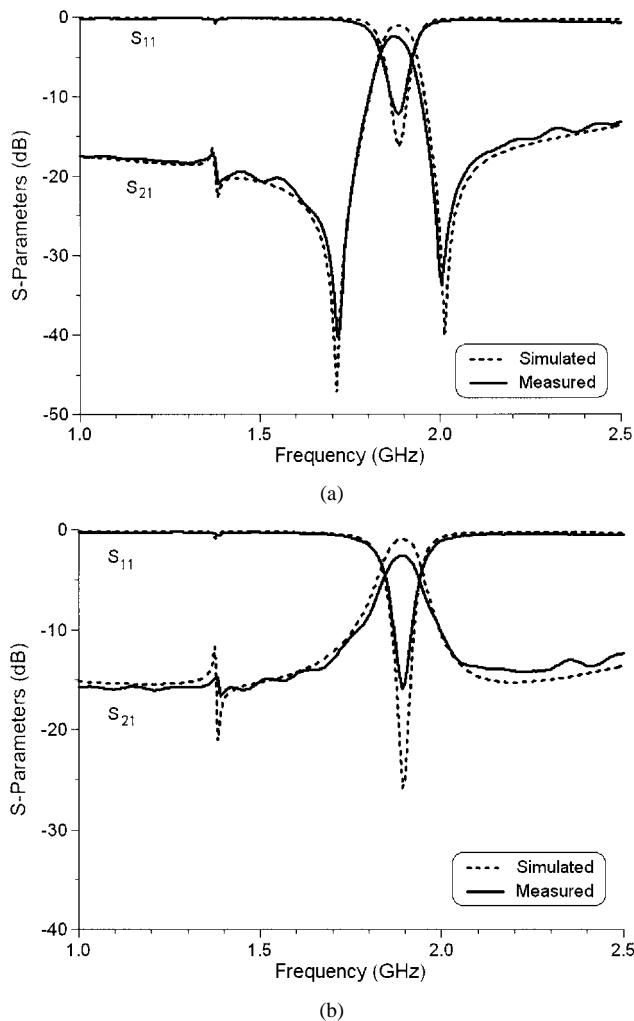 0
-10
-20
-30
-40
-50
S-Parameters (dB)
S11
S21
Simulated
Measured
1.0 1.5 2.0 2.5
Frequency (GHz)
(a)
0
-10
-20
-30
-40
S-Parameters (dB)
S11
S21
Simulated
Measured
1.0 1.5 2.0 2.5
Frequency (GHz)
(b)